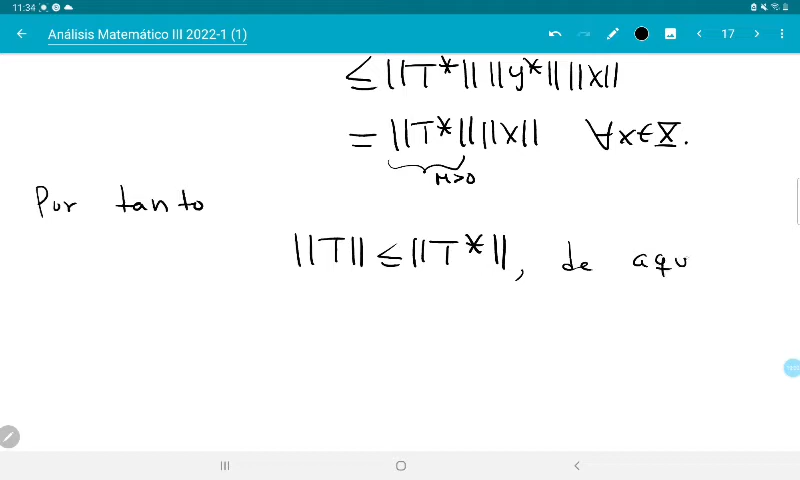 11:34
Análisis Matemático III 2022-1 (1)
17
≤ ||T*|| ||y*|| ||x||
= ||T*|| ||x|| ∀x∈X.
M>0
Por tanto
||T|| ≤ ||T*||, de aqu